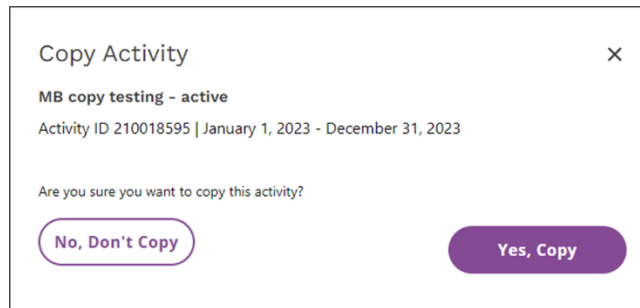 Copy Activity
MB copy testing - active
Activity ID 210018595 | January 1, 2023 - December 31, 2023
Are you sure you want to copy this activity?
No, Don't Copy
Yes, Copy